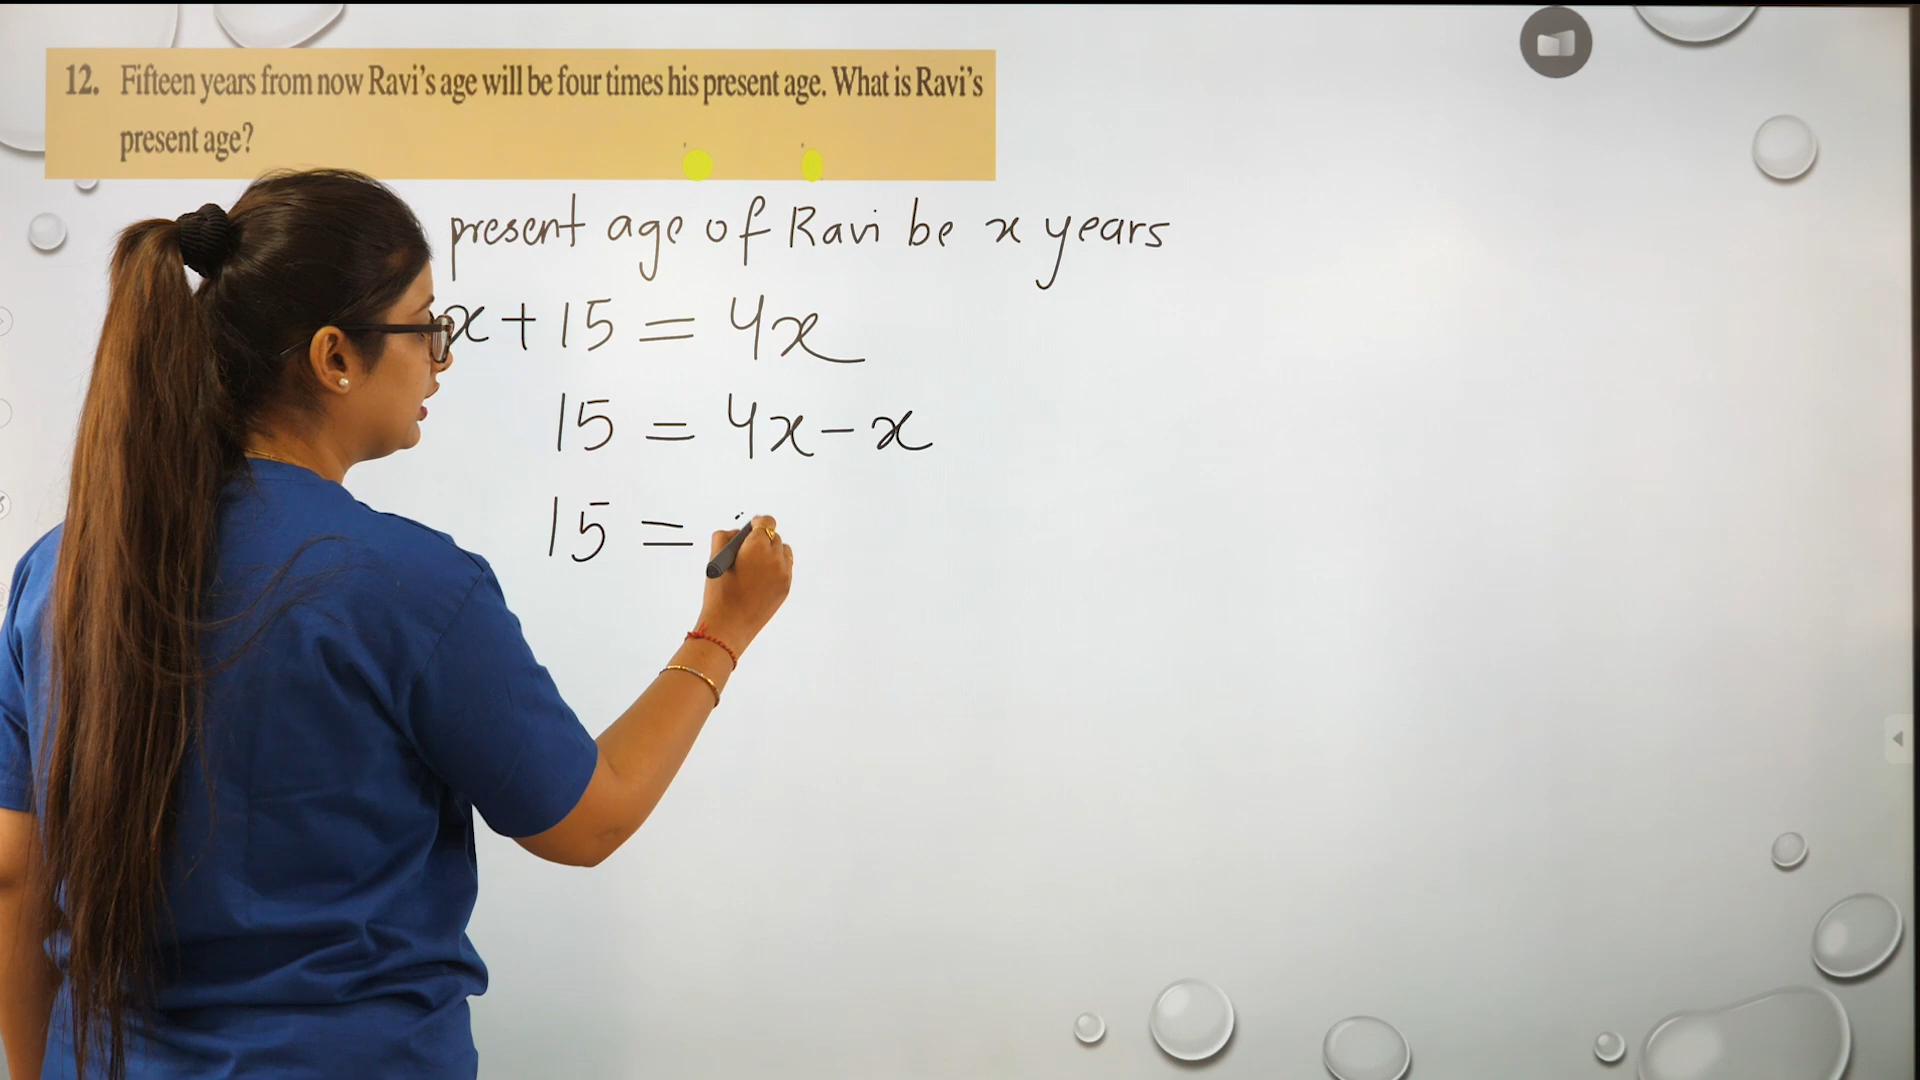 12. Fifteen years from now Ravi's age will be four times his present age. What is Ravi's
present age?
present age of Ravi be x years
x + 15 = 4x
15 = 4x - x
15 =